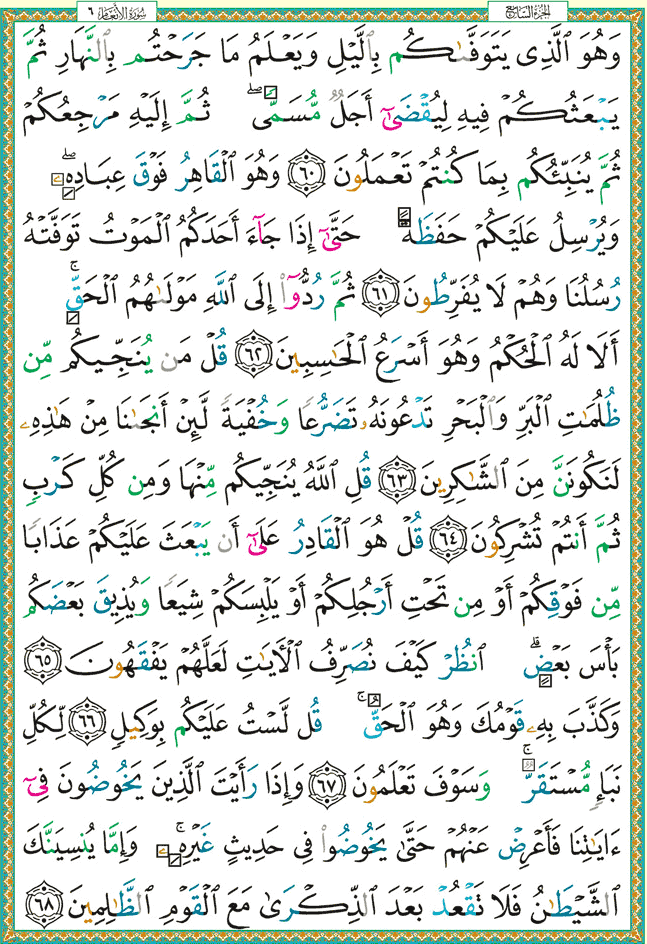 الجزء السابع سورة الأنعام ٦
وَهُوَ ٱلَّذِى يَتَوَفَّىٰكُم بِٱلَّيْلِ وَيَعْلَمُ مَا جَرَحْتُم بِٱلنَّهَارِ ثُمَّ
يَبْعَثُكُمْ فِيهِ لِيُقْضَىٰٓ أَجَلٌ مُّسَمًّى ۖ ثُمَّ إِلَيْهِ مَرْجِعُكُمْ
ثُمَّ يُنَبِّئُكُم بِمَا كُنتُمْ تَعْمَلُونَ ٦٠ وَهُوَ ٱلْقَاهِرُ فَوْقَ عِبَادِهِۦ ۖ
وَيُرْسِلُ عَلَيْكُمْ حَفَظَةً حَتَّىٰٓ إِذَا جَآءَ أَحَدَكُمُ ٱلْمَوْتُ تَوَفَّتْهُ
رُسُلُنَا وَهُمْ لَا يُفَرِّطُونَ ٦١ ثُمَّ رُدُّوٓا۟ إِلَى ٱللَّهِ مَوْلَىٰهُمُ ٱلْحَقِّ ۚ
أَلَا لَهُ ٱلْحُكْمُ وَهُوَ أَسْرَعُ ٱلْحَـٰسِبِينَ ٦٢ قُلْ مَن يُنَجِّيكُم مِّن
ظُلُمَـٰتِ ٱلْبَرِّ وَٱلْبَحْرِ تَدْعُونَهُۥ تَضَرُّعًا وَخُفْيَةً لَّئِنْ أَنجَىٰنَا مِنْ هَـٰذِهِۦ
لَنَكُونَنَّ مِنَ ٱلشَّـٰكِرِينَ ٦٣ قُلِ ٱللَّهُ يُنَجِّيكُم مِّنْهَا وَمِن كُلِّ كَرْبٍ
ثُمَّ أَنتُمْ تُشْرِكُونَ ٦٤ قُلْ هُوَ ٱلْقَادِرُ عَلَىٰٓ أَن يَبْعَثَ عَلَيْكُمْ عَذَابًا
مِّن فَوْقِكُمْ أَوْ مِن تَحْتِ أَرْجُلِكُمْ أَوْ يَلْبِسَكُمْ شِيَعًا وَيُذِيقَ بَعْضَكُم
بَأْسَ بَعْضٍ ۗ ٱنظُرْ كَيْفَ نُصَرِّفُ ٱلْـَٔايَـٰتِ لَعَلَّهُمْ يَفْقَهُونَ ٦٥
وَكَذَّبَ بِهِۦ قَوْمُكَ وَهُوَ ٱلْحَقُّ ۚ قُل لَّسْتُ عَلَيْكُم بِوَكِيلٍ ٦٦ لِّكُلِّ
نَبَإٍ مُّسْتَقَرٌّ ۚ وَسَوْفَ تَعْلَمُونَ ٦٧ وَإِذَا رَأَيْتَ ٱلَّذِينَ يَخُوضُونَ فِىٓ
ءَايَـٰتِنَا فَأَعْرِضْ عَنْهُمْ حَتَّىٰ يَخُوضُوا۟ فِى حَدِيثٍ غَيْرِهِۦ ۚ وَإِمَّا يُنسِيَنَّكَ
ٱلشَّيْطَـٰنُ فَلَا تَقْعُدْ بَعْدَ ٱلذِّكْرَىٰ مَعَ ٱلْقَوْمِ ٱلظَّـٰلِمِينَ ٦٨